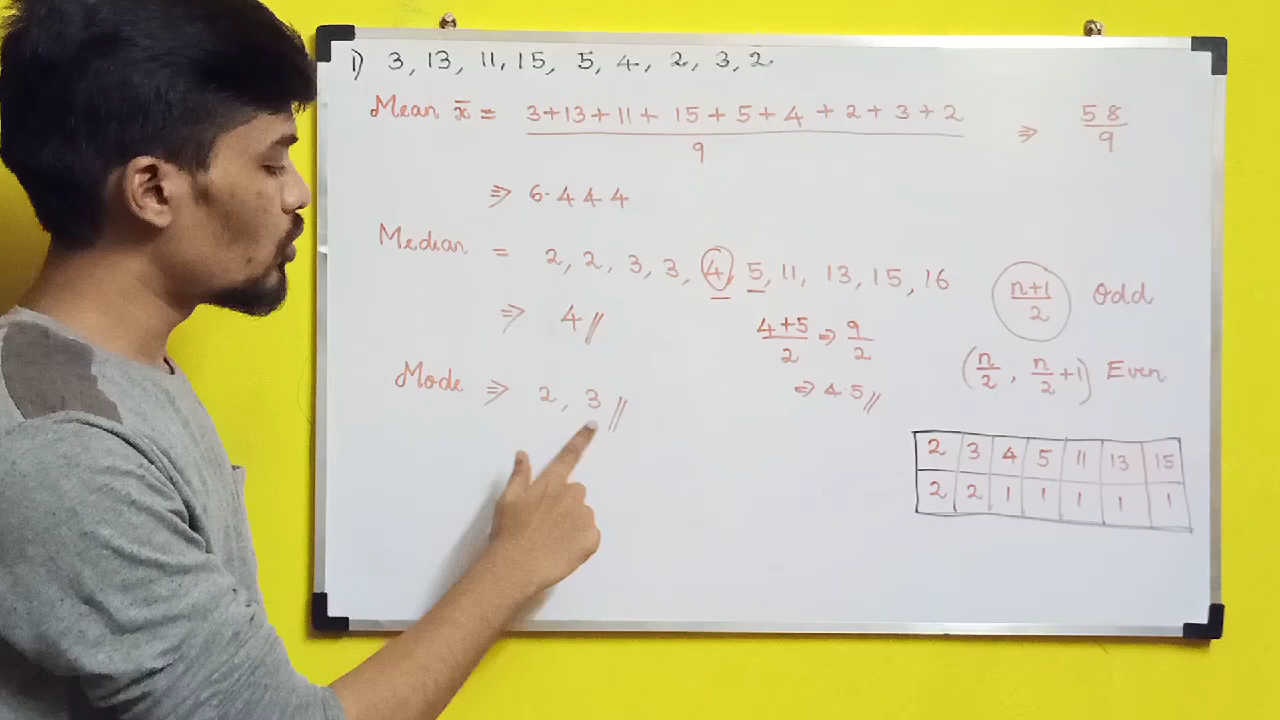 1) 3, 13, 11, 15, 5, 4, 2, 3, 2
Mean x̄ = 3+13+11+ 15+5+4+2+3+2 / 9 ⇒ 58/9
⇒ 6.444
Median = 2, 2, 3, 3, 4, 5, 11, 13, 15, 16
n+1/2 Odd
⇒ 4//
4+5/2 ⇒ 9/2
⇒ 4.5//
(n/2, n/2+1) Even
Mode ⇒ 2, 3//
2 3 4 5 11 13 15
2 2 1 1 1 1 1